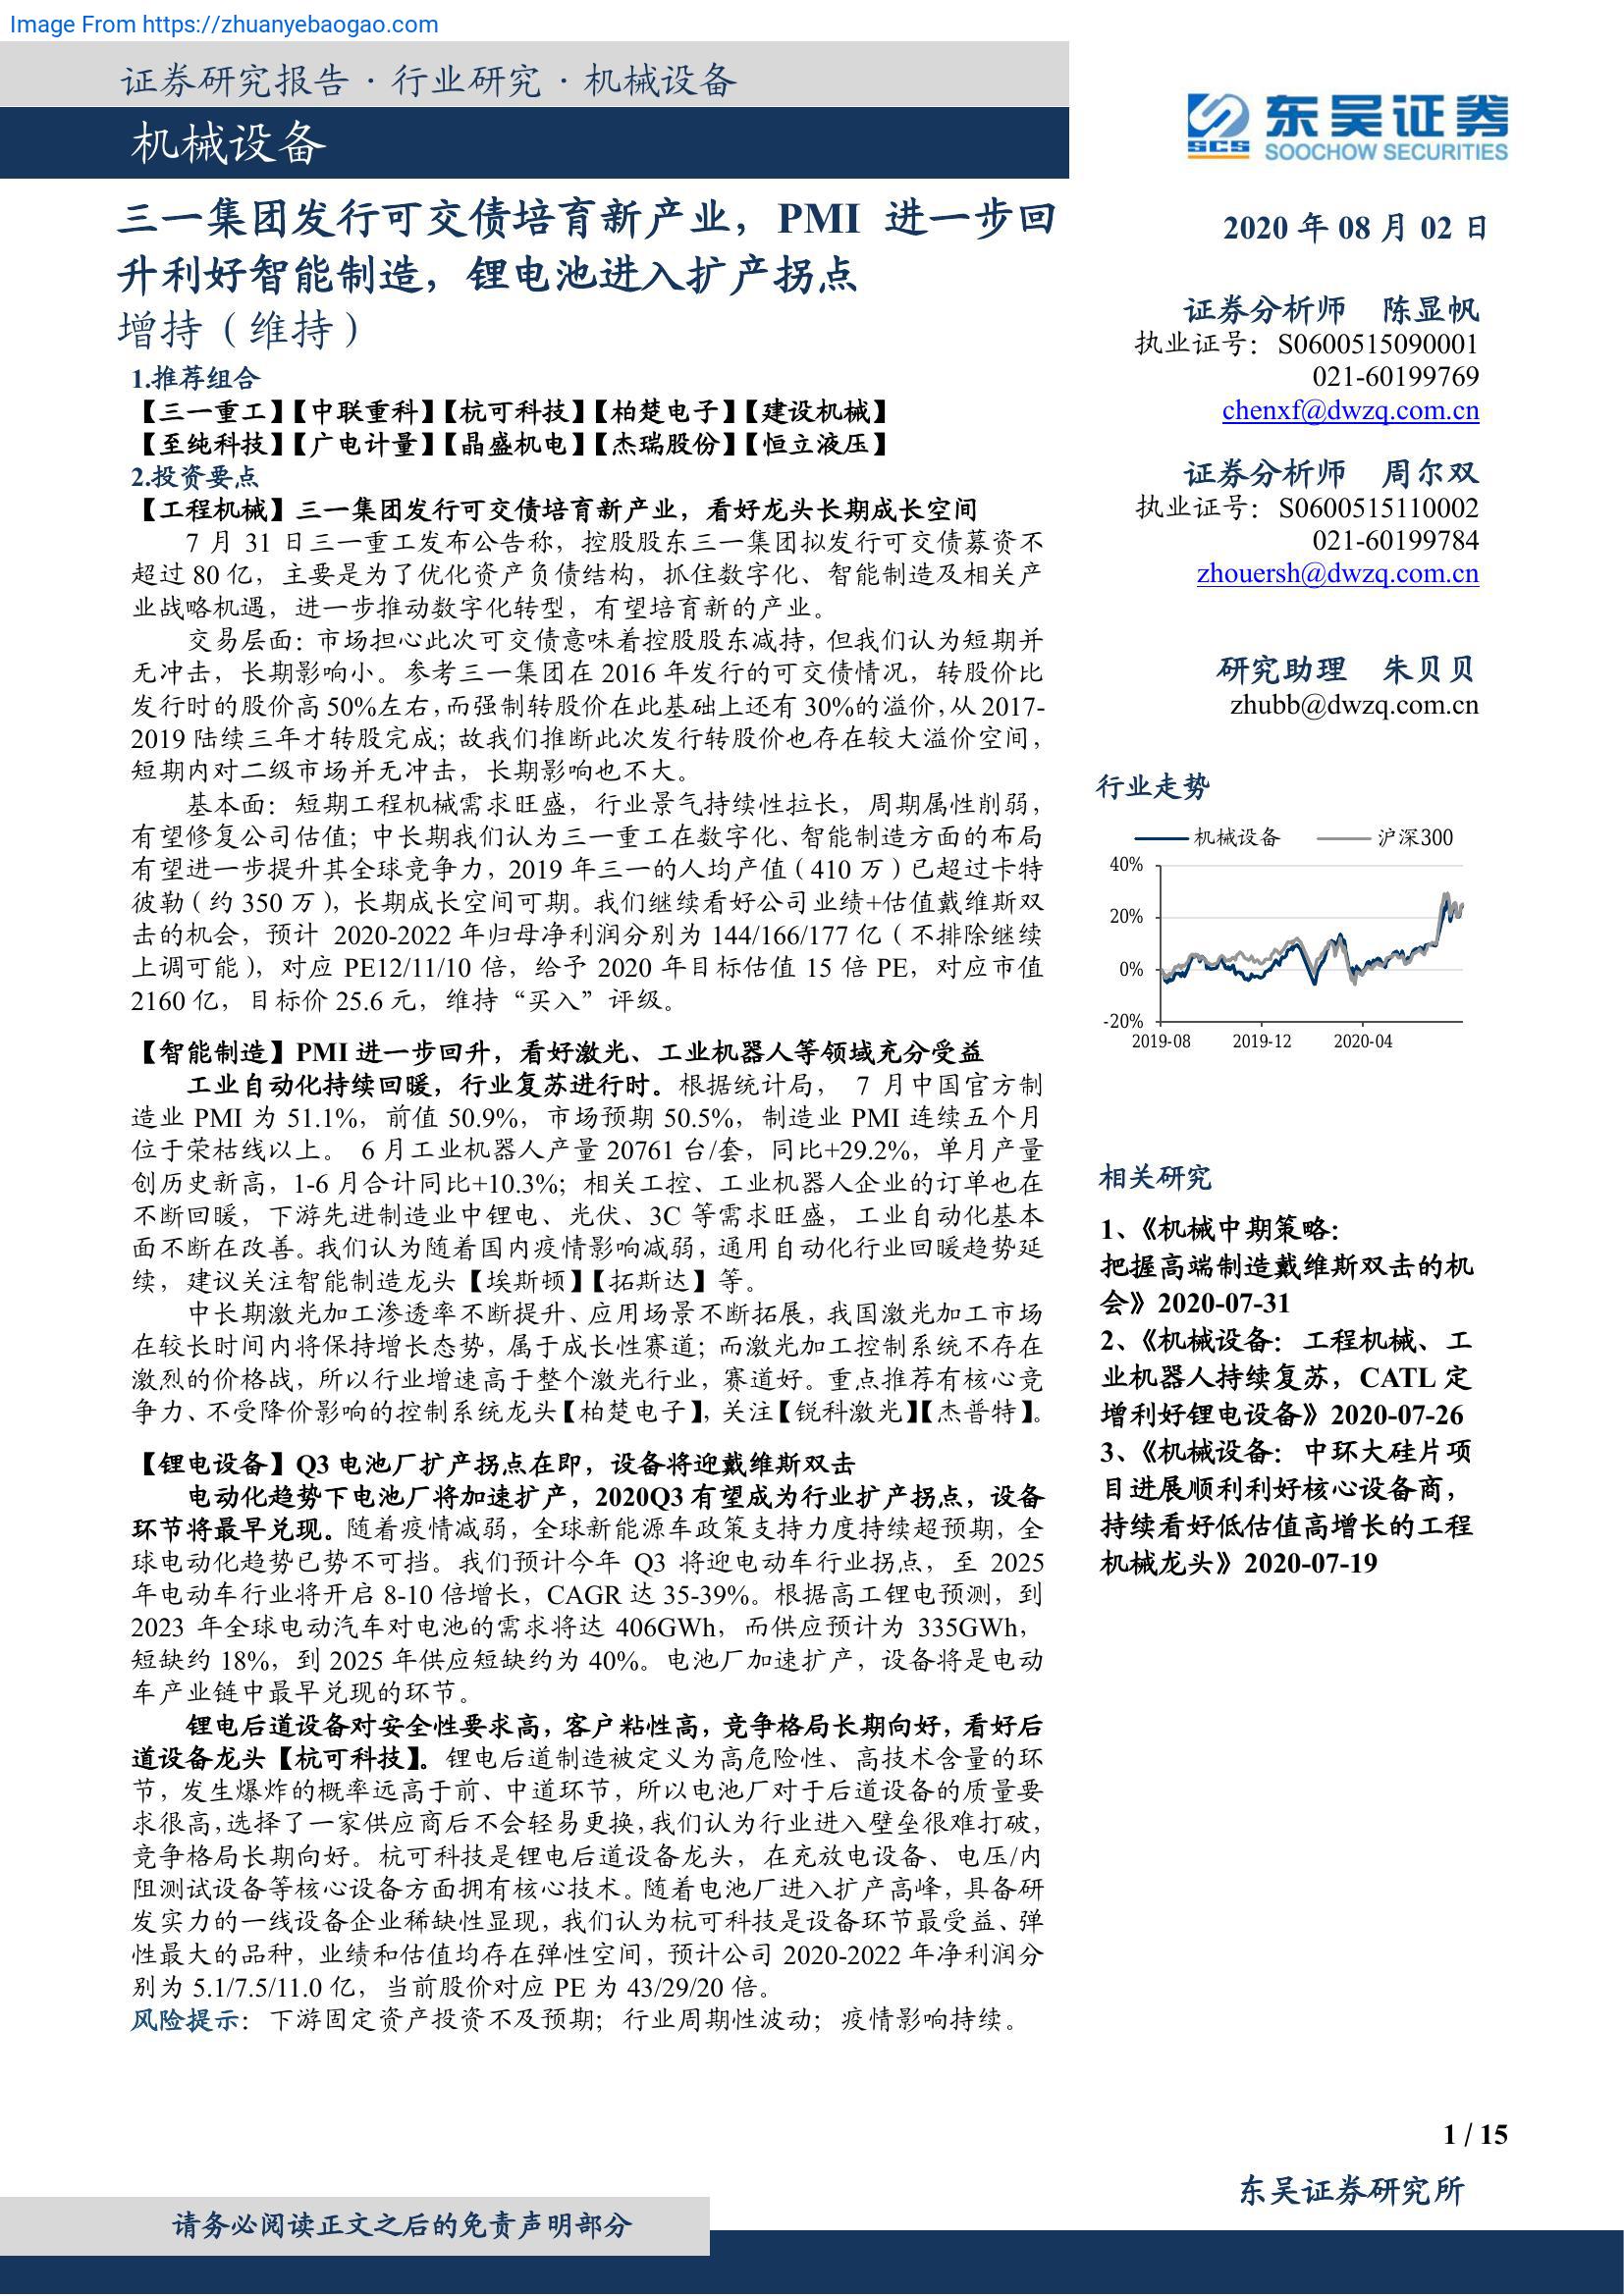 Image From https://zhuanyebaogao.com
证券研究报告·行业研究·机械设备
机械设备
东吴证券
SCS
SOOCHOW SECURITIES
三一集团发行可交债培育新产业，PMI 进一步回
升利好智能制造，锂电池进入扩产拐点
增持（维持）
1.推荐组合
【三一重工】【中联重科】【杭可科技】【柏楚电子】【建设机械】
【至纯科技】【广电计量】【晶盛机电】【杰瑞股份】【恒立液压】
2.投资要点
【工程机械】三一集团发行可交债培育新产业，看好龙头长期成长空间
7 月 31 日三一重工发布公告称，控股股东三一集团拟发行可交债募资不
超过 80 亿，主要是为了优化资产负债结构，抓住数字化、智能制造及相关产
业战略机遇，进一步推动数字化转型，有望培育新的产业。
交易层面：市场担心此次可交债意味着控股股东减持，但我们认为短期并
无冲击，长期影响小。参考三一集团在 2016 年发行的可交债情况，转股价比
发行时的股价高 50%左右，而强制转股价在此基础上还有 30%的溢价，从 2017-
2019 陆续三年才转股完成；故我们推断此次发行转股价也存在较大溢价空间，
短期内对二级市场并无冲击，长期影响也不大。
基本面：短期工程机械需求旺盛，行业景气持续性拉长，周期属性削弱，
有望修复公司估值；中长期我们认为三一重工在数字化、智能制造方面的布局
有望进一步提升其全球竞争力，2019 年三一的人均产值（410 万）已超过卡特
彼勒（约 350 万），长期成长空间可期。我们继续看好公司业绩+估值戴维斯双
击的机会，预计 2020-2022 年归母净利润分别为 144/166/177 亿（不排除继续
上调可能），对应 PE12/11/10 倍，给予 2020 年目标估值 15 倍 PE，对应市值
2160 亿，目标价 25.6 元，维持“买入”评级。
【智能制造】PMI 进一步回升，看好激光、工业机器人等领域充分受益
工业自动化持续回暖，行业复苏进行时。根据统计局， 7 月中国官方制
造业 PMI 为 51.1%，前值 50.9%，市场预期 50.5%，制造业 PMI 连续五个月
位于荣枯线以上。 6 月工业机器人产量 20761 台/套，同比+29.2%，单月产量
创历史新高，1-6 月合计同比+10.3%；相关工控、工业机器人企业的订单也在
不断回暖，下游先进制造业中锂电、光伏、3C 等需求旺盛，工业自动化基本
面不断在改善。我们认为随着国内疫情影响减弱，通用自动化行业回暖趋势延
续，建议关注智能制造龙头【埃斯顿】【拓斯达】等。
中长期激光加工渗透率不断提升、应用场景不断拓展，我国激光加工市场
在较长时间内将保持增长态势，属于成长性赛道；而激光加工控制系统不存在
激烈的价格战，所以行业增速高于整个激光行业，赛道好。重点推荐有核心竞
争力、不受降价影响的控制系统龙头【柏楚电子】，关注【锐科激光】【杰普特】。
【锂电设备】Q3 电池厂扩产拐点在即，设备将迎戴维斯双击
电动化趋势下电池厂将加速扩产，2020Q3 有望成为行业扩产拐点，设备
环节将最早兑现。随着疫情减弱，全球新能源车政策支持力度持续超预期，全
球电动化趋势已势不可挡。我们预计今年 Q3 将迎电动车行业拐点，至 2025
年电动车行业将开启 8-10 倍增长，CAGR 达 35-39%。根据高工锂电预测，到
2023 年全球电动汽车对电池的需求将达 406GWh，而供应预计为 335GWh，
短缺约 18%，到 2025 年供应短缺约为 40%。电池厂加速扩产，设备将是电动
车产业链中最早兑现的环节。
锂电后道设备对安全性要求高，客户粘性高，竞争格局长期向好，看好后
道设备龙头【杭可科技】。锂电后道制造被定义为高危险性、高技术含量的环
节，发生爆炸的概率远高于前、中道环节，所以电池厂对于后道设备的质量要
求很高，选择了一家供应商后不会轻易更换，我们认为行业进入壁垒很难打破，
竞争格局长期向好。杭可科技是锂电后道设备龙头，在充放电设备、电压/内
阻测试设备等核心设备方面拥有核心技术。随着电池厂进入扩产高峰，具备研
发实力的一线设备企业稀缺性显现，我们认为杭可科技是设备环节最受益、弹
性最大的品种，业绩和估值均存在弹性空间，预计公司 2020-2022 年净利润分
别为 5.1/7.5/11.0 亿，当前股价对应 PE 为 43/29/20 倍。
风险提示：下游固定资产投资不及预期；行业周期性波动；疫情影响持续。
2020 年 08 月 02 日
证券分析师 陈显帆
执业证号：S0600515090001
021-60199769
chenxf@dwzq.com.cn
证券分析师 周尔双
执业证号：S0600515110002
021-60199784
zhouersh@dwzq.com.cn
研究助理 朱贝贝
zhubb@dwzq.com.cn
行业走势
机械设备 沪深300
40%
20%
0%
-20%
2019-08 2019-12 2020-04
相关研究
1、《机械中期策略：
把握高端制造戴维斯双击的机
会》2020-07-31
2、《机械设备：工程机械、工
业机器人持续复苏，CATL 定
增利好锂电设备》2020-07-26
3、《机械设备：中环大硅片项
目进展顺利利好核心设备商，
持续看好低估值高增长的工程
机械龙头》2020-07-19
1 / 15
东吴证券研究所
请务必阅读正文之后的免责声明部分